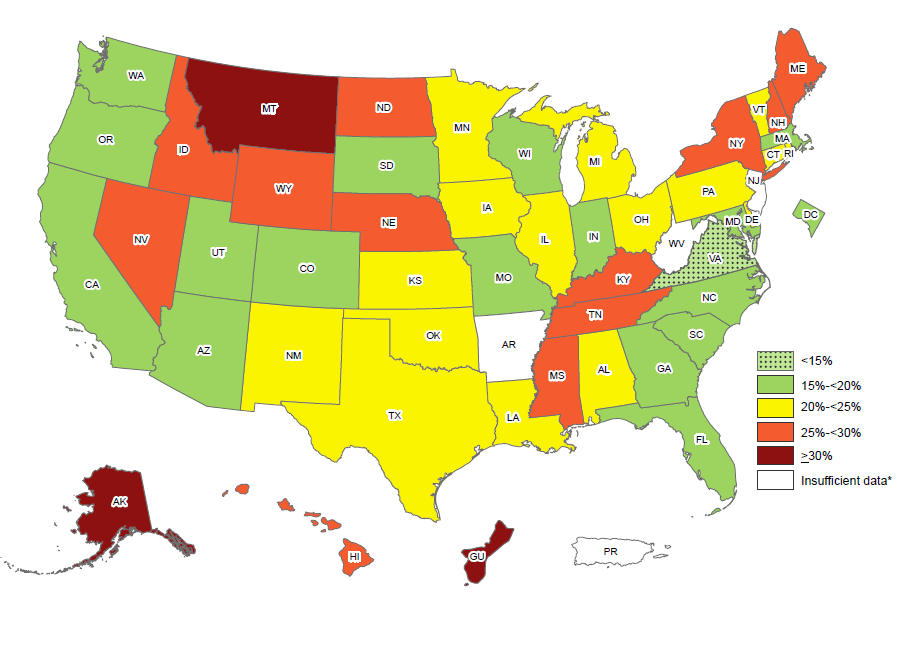 WA
ME
MT
ND
VT
MN
NH
OR
MA
NY
ID
WI
CT RI
SD
MI
NJ
WY
PA
IA
DC
NE
OH
MD DE
NV
IL
IN
WV
UT
VA
CO
MO
KS
KY
CA
NC
TN
OK
SC
AZ
AR
NM
<15%
GA
MS
AL
15%-<20%
TX
20%-<25%
LA
25%-<30%
FL
≥30%
Insufficient data*
AK
HI
GU
PR